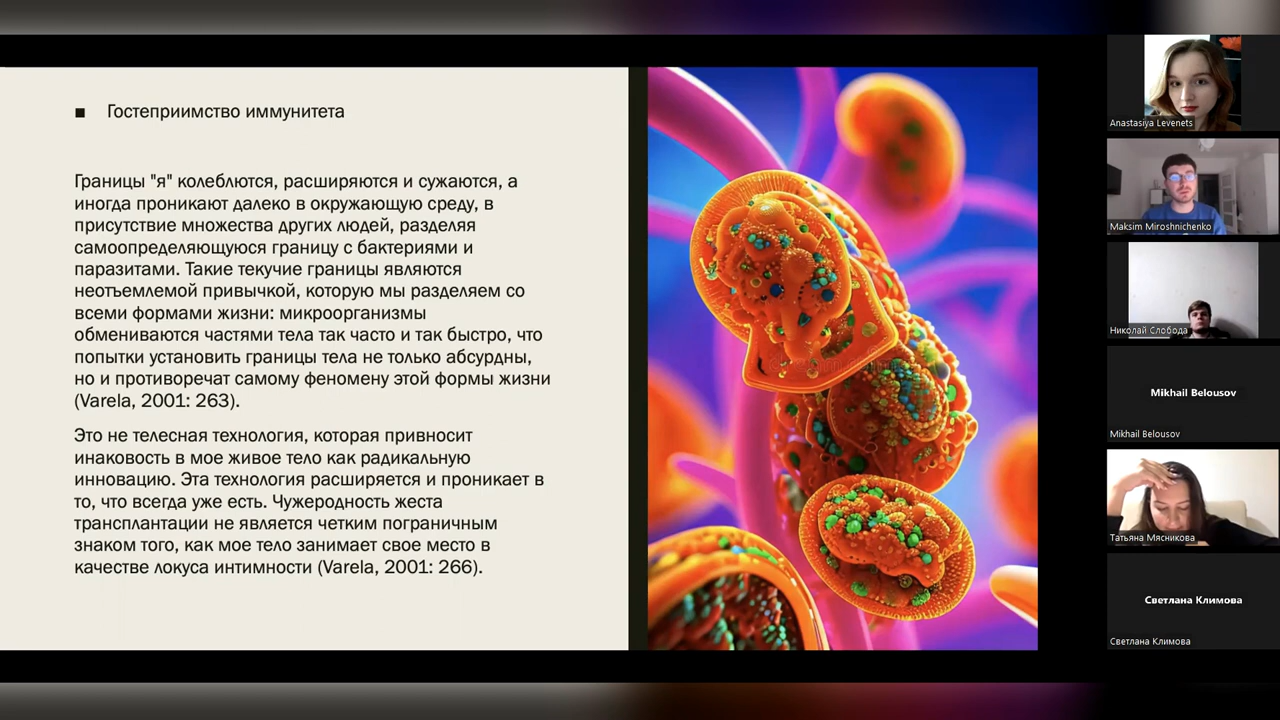 Гостеприимство иммунитета
Границы "я" колеблются, расширяются и сужаются, а
иногда проникают далеко в окружающую среду, в
присутствие множества других людей, разделяя
самоопределяющуюся границу с бактериями и
паразитами. Такие текучие границы являются
неотъемлемой привычкой, которую мы разделяем со
всеми формами жизни: микроорганизмы
обмениваются частями тела так часто и так быстро, что
попытки установить границы тела не только абсурдны,
но и противоречат самому феномену этой формы жизни
(Varela, 2001: 263).
Это не телесная технология, которая привносит
инаковость в мое живое тело как радикальную
инновацию. Эта технология расширяется и проникает в
то, что всегда уже есть. Чужеродность жеста
трансплантации не является четким пограничным
знаком того, как мое тело занимает свое место в
качестве локуса интимности (Varela, 2001: 266).
Anastasiya Levenets
Maksim Miroshnichenko
Николай Слобода
Mikhail Belousov
Mikhail Belousov
Татьяна Мясникова
Светлана Климова
Светлана Климова